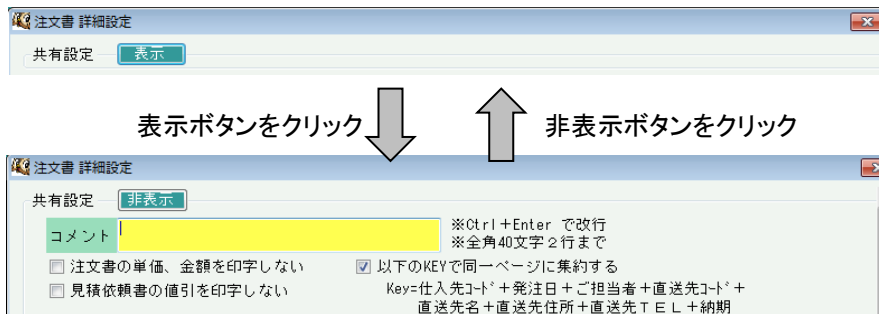 注文書 詳細設定
共有設定 表示
表示ボタンをクリック 非表示ボタンをクリック
注文書 詳細設定
共有設定 非表示
コメント
※Ctrl+Enter で改行
※全角40文字２行まで
注文書の単価、金額を印字しない
以下のKEYで同一ページに集約する
見積依頼書の値引を印字しない
Key=仕入先ｺｰﾄﾞ+発注日+ご担当者+直送先ｺｰﾄﾞ+
直送先名+直送先住所+直送先ＴＥＬ+納期